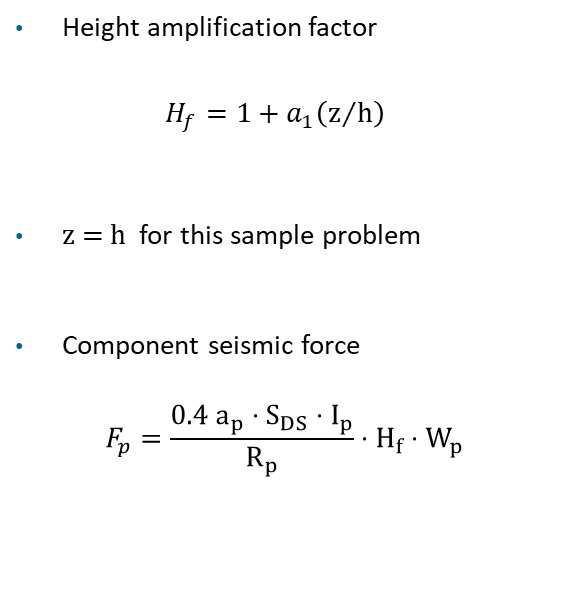 • Height amplification factor
H_f = 1 + a_1(z/h)
• z = h for this sample problem
• Component seismic force
F_p = (0.4 a_p · S_DS · I_p / R_p) · H_f · W_p